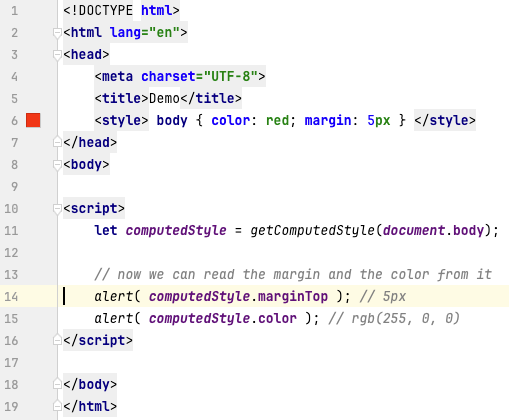 1 <!DOCTYPE html>
2 <html lang="en">
3 <head>
4     <meta charset="UTF-8">
5     <title>Demo</title>
6     <style> body { color: red; margin: 5px } </style>
7 </head>
8 <body>
9
10 <script>
11     let computedStyle = getComputedStyle(document.body);
12
13     // now we can read the margin and the color from it
14     alert( computedStyle.marginTop ); // 5px
15     alert( computedStyle.color ); // rgb(255, 0, 0)
16 </script>
17
18 </body>
19 </html>